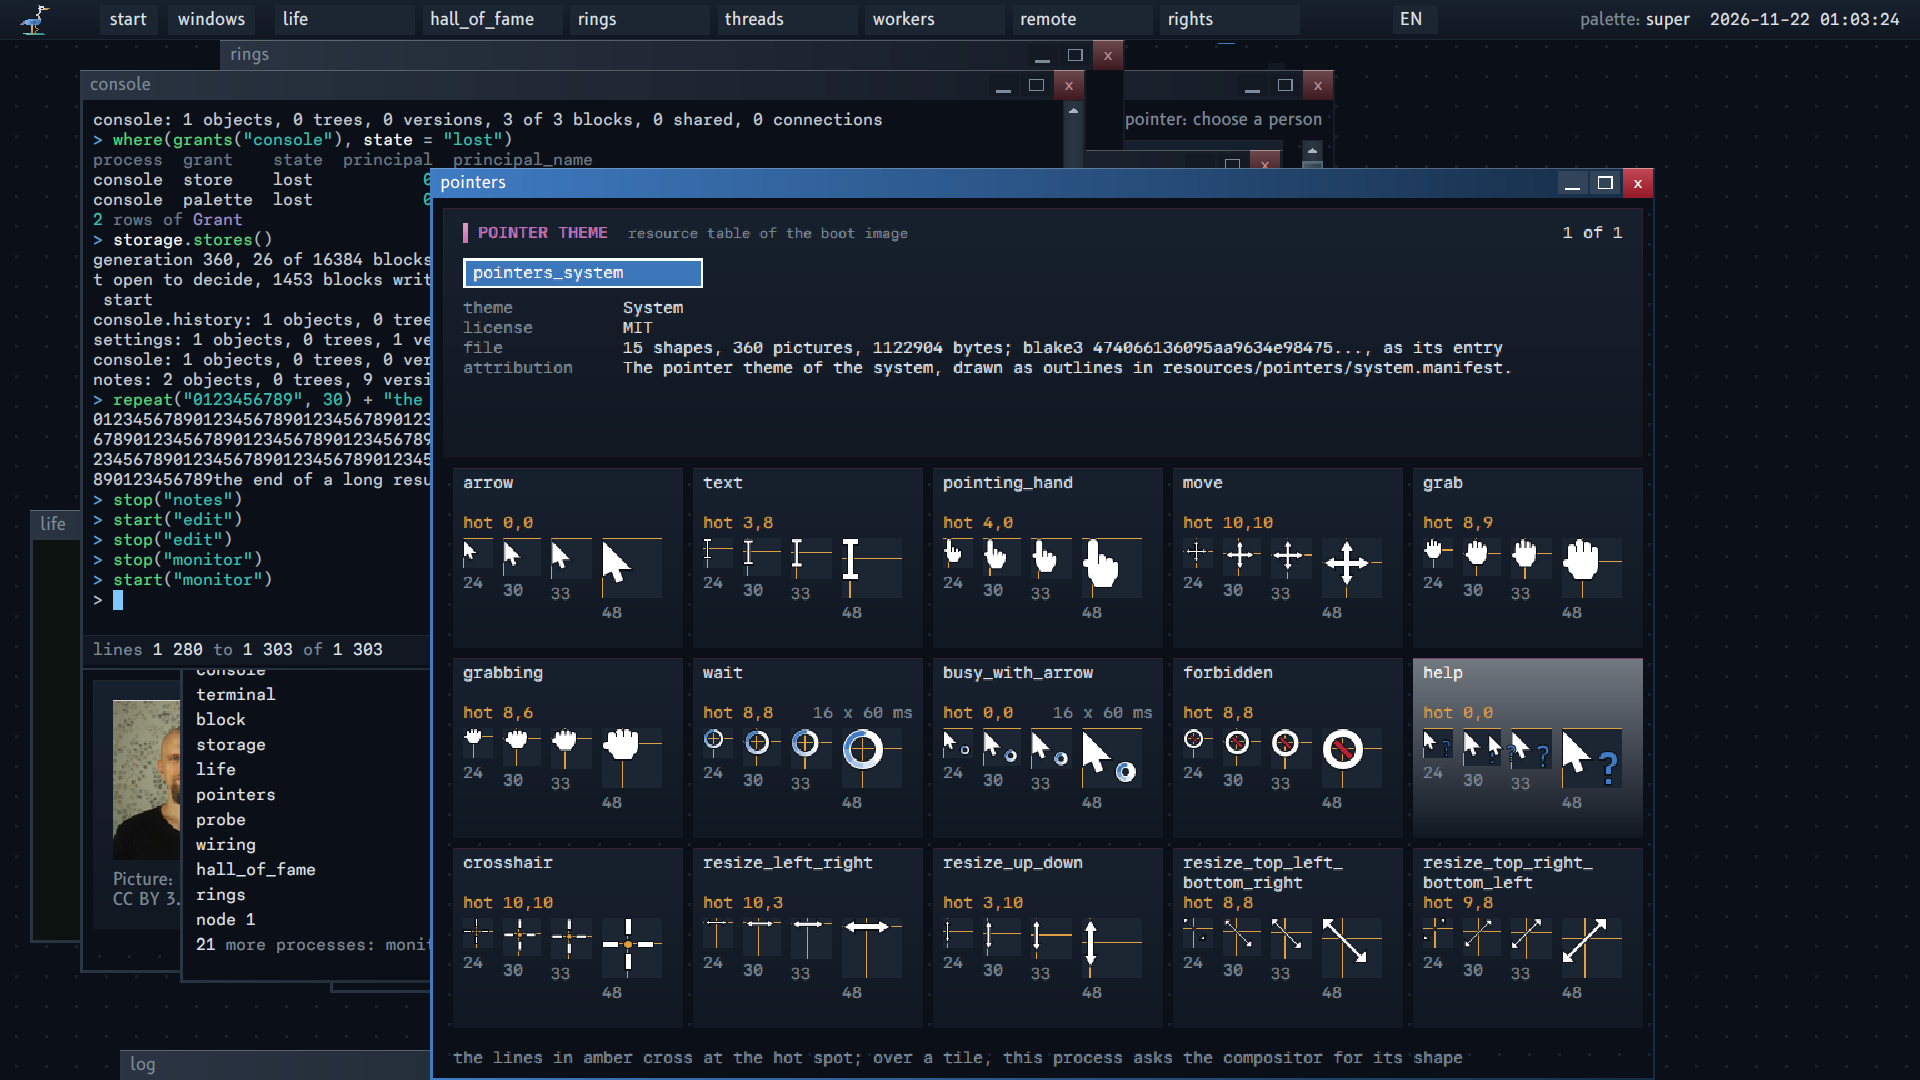 start windows life hall_of_fame rings threads workers remote rights EN palette: super 2026-11-22 01:03:24
rings x
console x
x
console: 1 objects, 0 trees, 0 versions, 3 of 3 blocks, 0 shared, 0 connections
pointer: choose a person
> where(grants("console"), state = "lost")
process grant state principal principal_name
console store lost 0
console palette lost 0
2 rows of Grant
> storage.stores()
generation 360, 26 of 16384 blocks
t open to decide, 1453 blocks writ
start
console.history: 1 objects, 0 tree
settings: 1 objects, 0 trees, 1 ve
console: 1 objects, 0 trees, 0 ver
notes: 2 objects, 0 trees, 9 versi
> repeat("0123456789", 30) + "the
0123456789012345678901234567890123
6789012345678901234567890123456789
2345678901234567890123456789012345
890123456789the end of a long resu
> stop("notes")
> start("edit")
> stop("edit")
> stop("monitor")
> start("monitor")
>
lines 1 280 to 1 303 of 1 303
life
Picture:
CC BY 3.
console
terminal
block
storage
life
pointers
probe
wiring
hall_of_fame
rings
node 1
21 more processes: monit
log
pointers x
POINTER THEME resource table of the boot image 1 of 1
pointers_system
theme System
license MIT
file 15 shapes, 360 pictures, 1122904 bytes; blake3 474066136095aa9634e98475..., as its entry
attribution The pointer theme of the system, drawn as outlines in resources/pointers/system.manifest.
arrow text pointing_hand move grab
hot 0,0 hot 3,8 hot 4,0 hot 10,10 hot 8,9
24 30 33 48 24 30 33 48 24 30 33 48 24 30 33 48 24 30 33 48
grabbing wait busy_with_arrow forbidden help
hot 8,6 hot 8,8 16 x 60 ms hot 0,0 16 x 60 ms hot 8,8 hot 0,0
24 30 33 48 24 30 33 48 24 30 33 48 24 30 33 48 24 30 33 48
crosshair resize_left_right resize_up_down resize_top_left_ resize_top_right_
bottom_right bottom_left
hot 10,10 hot 10,3 hot 3,10 hot 8,8 hot 9,8
24 30 33 48 24 30 33 48 24 30 33 48 24 30 33 48 24 30 33 48
the lines in amber cross at the hot spot; over a tile, this process asks the compositor for its shape